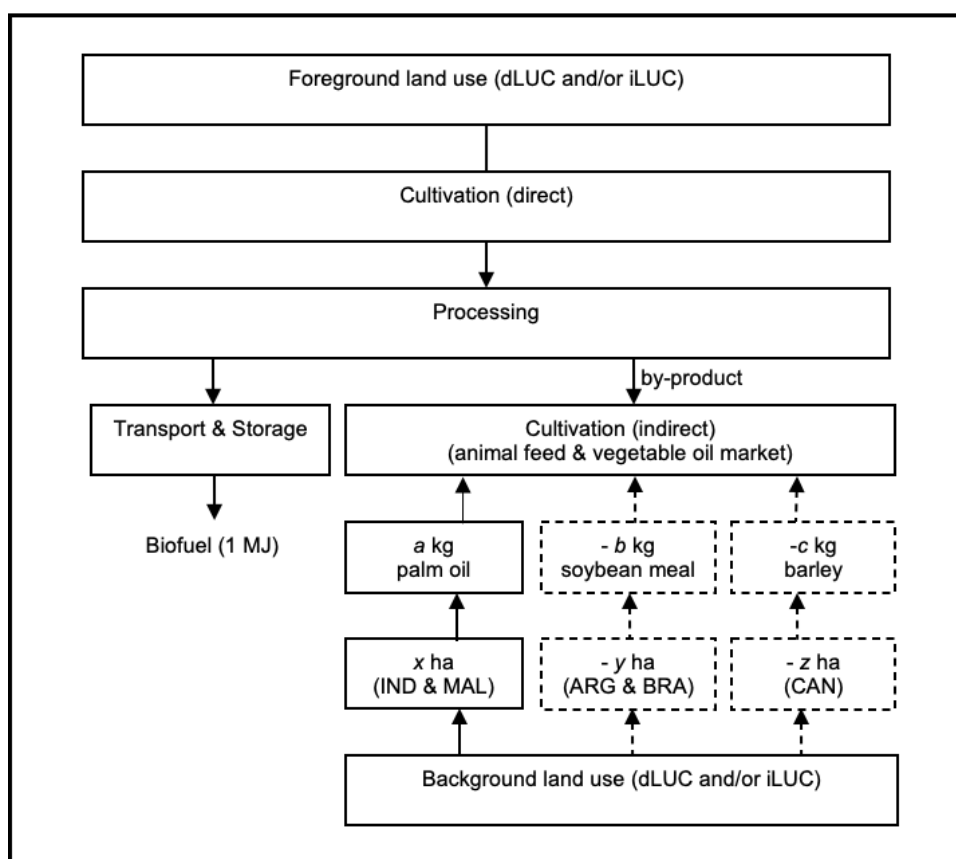 Foreground land use (dLUC and/or iLUC)
Cultivation (direct)
Processing
by-product
Transport & Storage
Cultivation (indirect)
(animal feed & vegetable oil market)
Biofuel (1 MJ)
a kg
palm oil
- b kg
soybean meal
-c kg
barley
x ha
(IND & MAL)
- y ha
(ARG & BRA)
- z ha
(CAN)
Background land use (dLUC and/or iLUC)